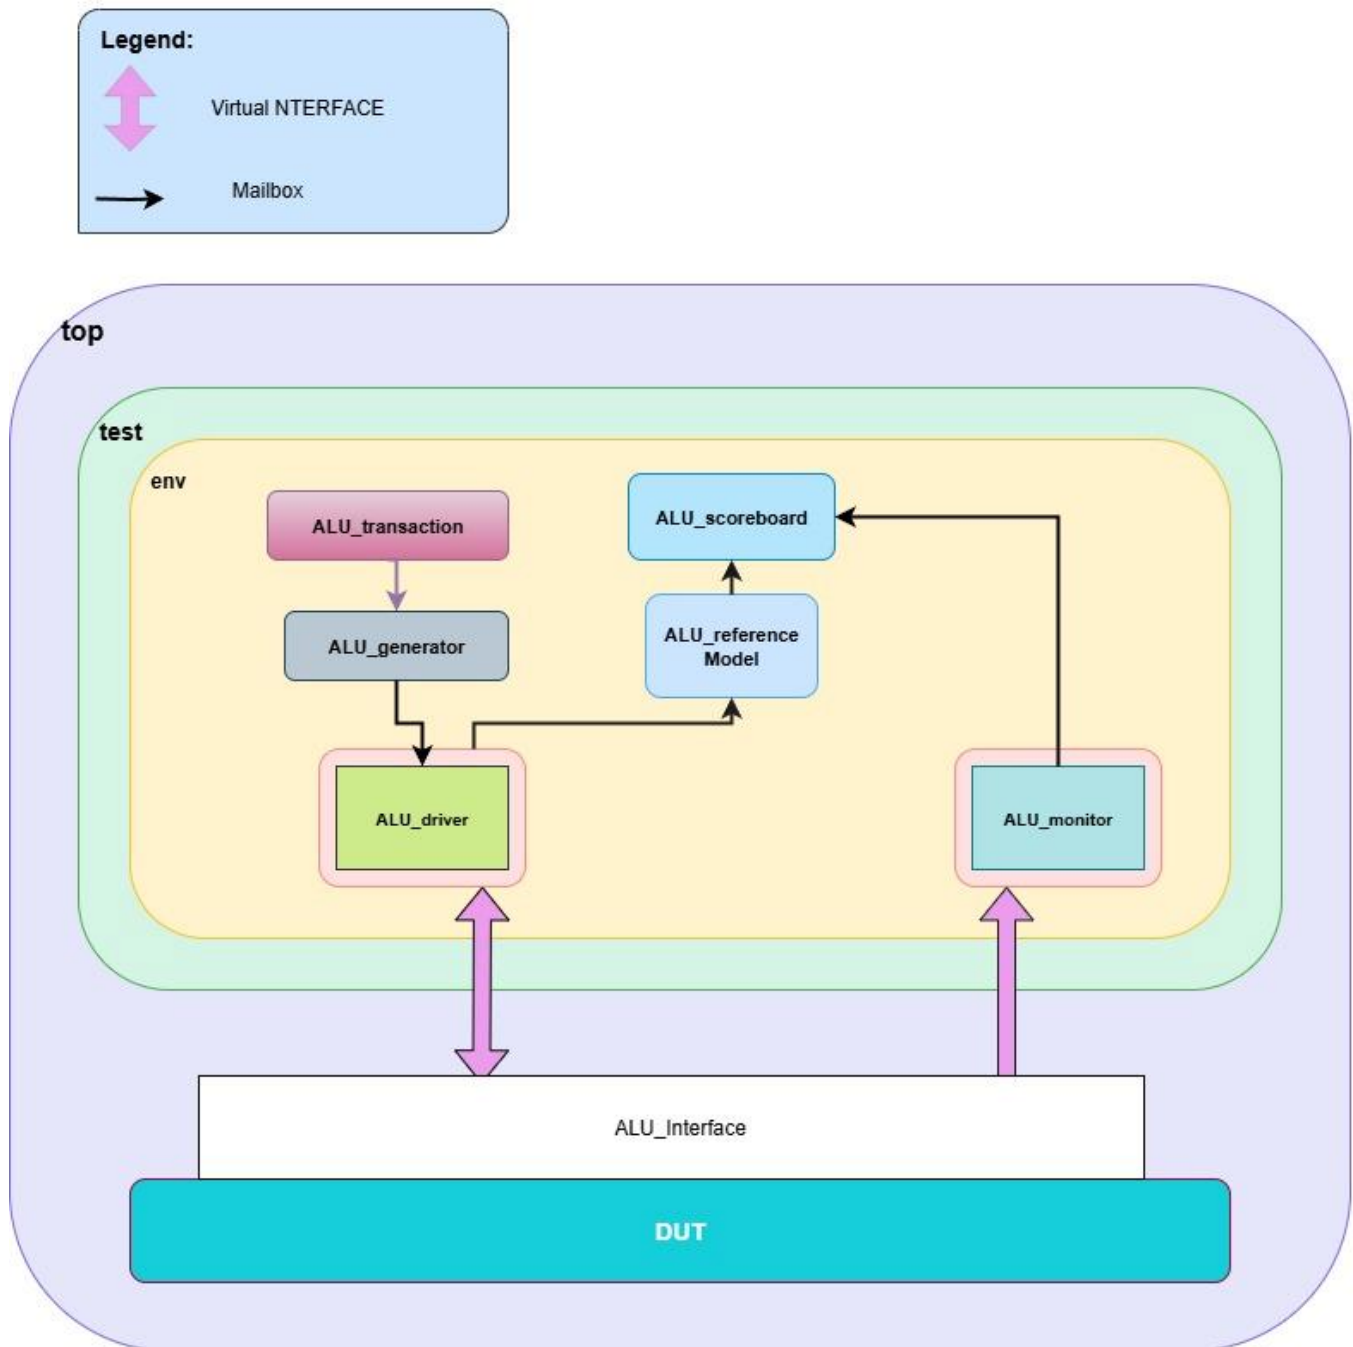 Legend:
Virtual NTERFACE
Mailbox
top
test
env
ALU_transaction
ALU_scoreboard
ALU_generator
ALU_reference
Model
ALU_driver
ALU_monitor
ALU_Interface
DUT